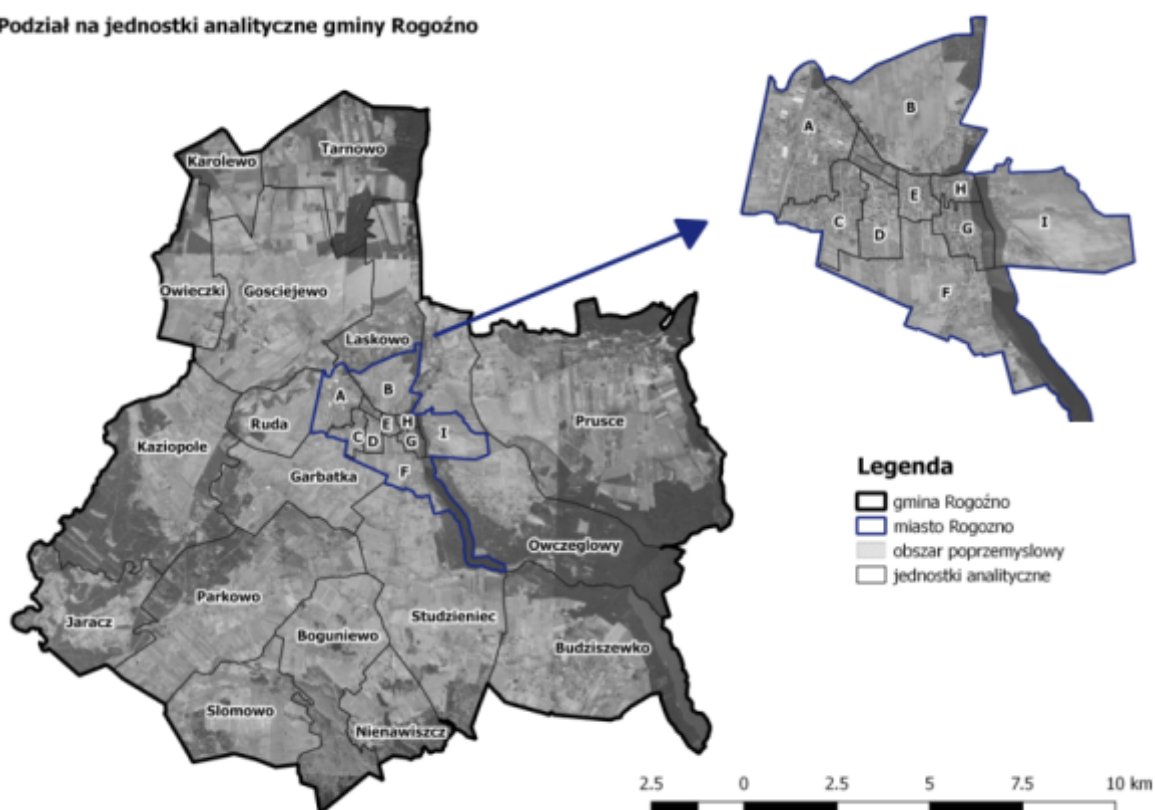 Podział na jednostki analityczne gminy Rogoźno
Karolewo
Tarnowo
Owieczki
Gosciejewo
Laskowo
A
B
Kaziopole
Ruda
E
H
C
D
G
I
Prusce
Garbatka
F
Owczeglowy
Parkowo
Jaracz
Studzieniec
Boguniewo
Budziszewko
Slomowo
Nienawiszcz
B
A
H
E
C
D
G
I
F
Legenda
gmina Rogoźno
miasto Rogozno
obszar poprzemyslowy
jednostki analityczne
2.5 0 2.5 5 7.5 10 km